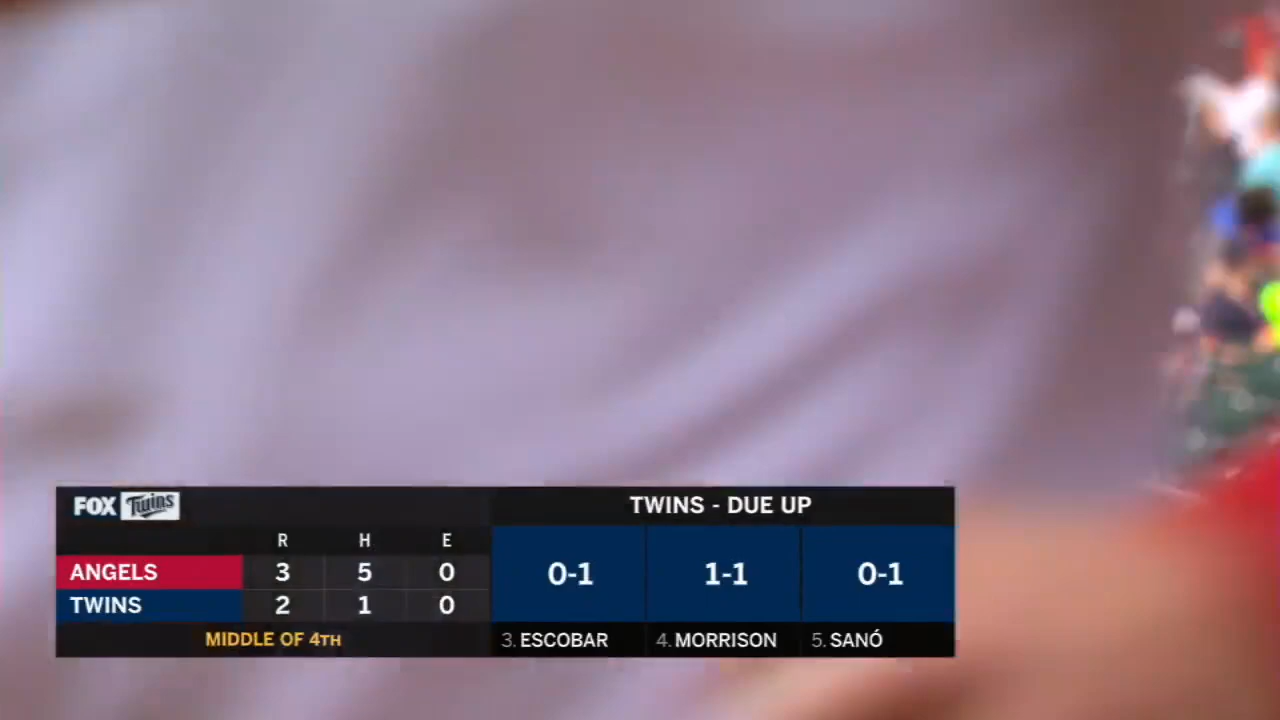 FOX Twins
TWINS - DUE UP
R H E
ANGELS 3 5 0
TWINS 2 1 0
MIDDLE OF 4TH
0-1 1-1 0-1
3. ESCOBAR 4. MORRISON 5. SANÓ